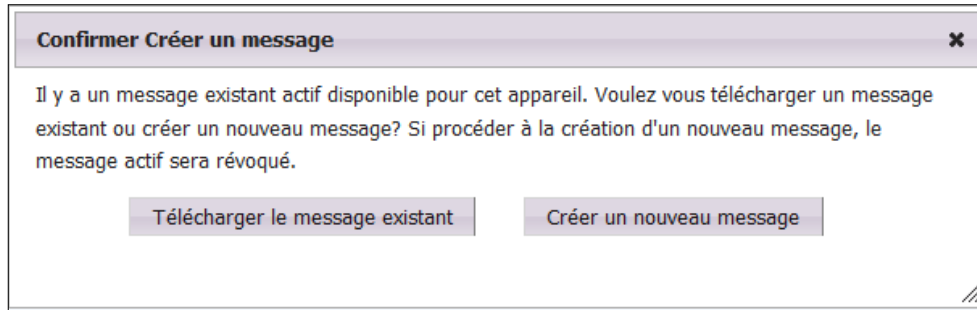 Confirmer Créer un message
Il y a un message existant actif disponible pour cet appareil. Voulez vous télécharger un message
existant ou créer un nouveau message? Si procéder à la création d'un nouveau message, le
message actif sera révoqué.
Télécharger le message existant
Créer un nouveau message